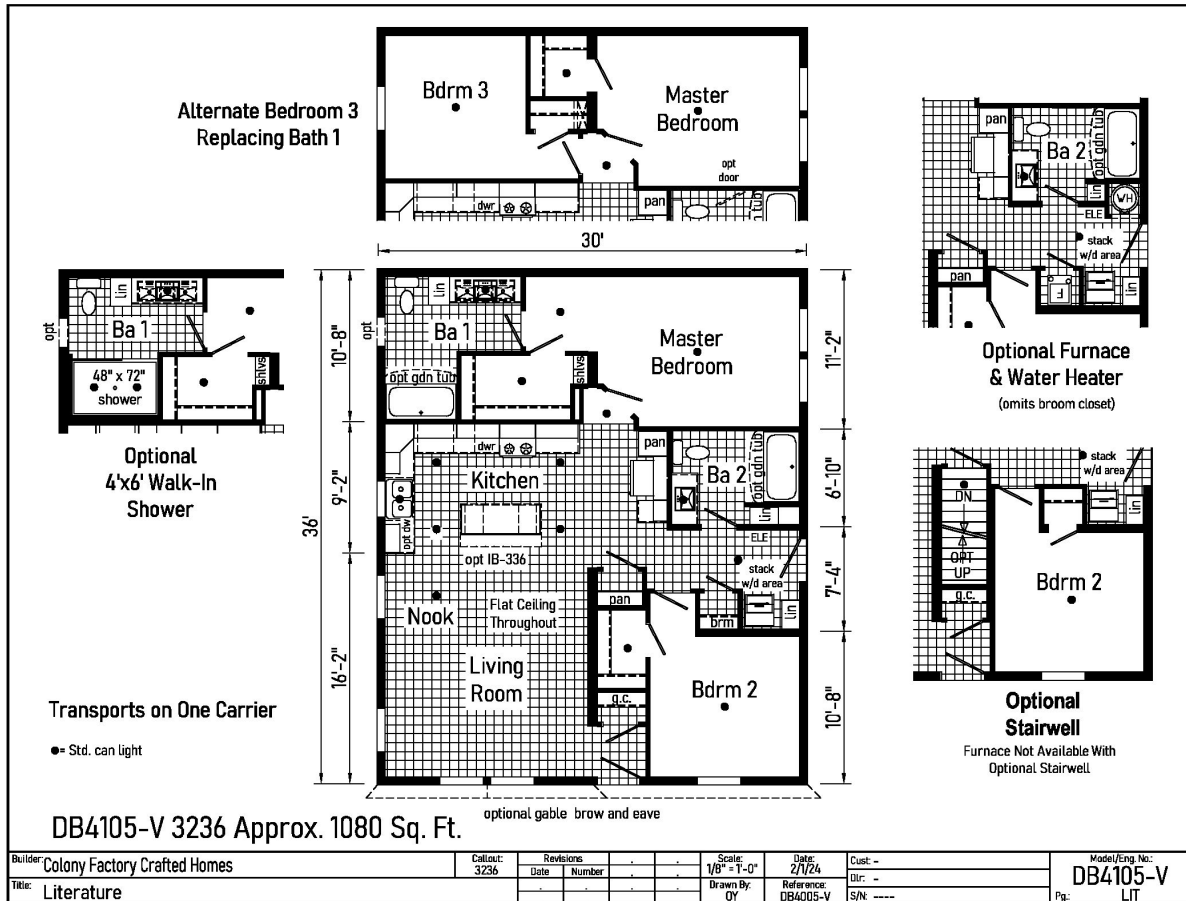 Alternate Bedroom 3
Replacing Bath 1
Bdrm 3
Master
Bedroom
opt
door
dwr
pan
30'
pan
Ba 2
opt gdn tub
lin
WH
ELE
stack
w/d area
pan
F
lin
Optional Furnace
& Water Heater
(omits broom closet)
opt
lin
Ba 1
48" x 72"
shower
shlvs
Optional
4'x6' Walk-In
Shower
36'
10'-8"
9'-2"
16'-2"
opt
lin
Ba 1
opt gdn tub
shlvs
Master
Bedroom
11'-2"
6'-10"
7'-4"
10'-8"
dwr
Kitchen
pan
Ba 2
opt gdn tub
lin
opt dw
opt IB-336
ELE
stack
w/d area
Nook
Flat Ceiling
Throughout
pan
brm
lin
Living
Room
g.c.
Bdrm 2
stack
w/d area
DN
lin
OPT
UP
Bdrm 2
g.c.
Optional
Stairwell
Furnace Not Available With
Optional Stairwell
Transports on One Carrier
●= Std. can light
optional gable brow and eave
DB4105-V 3236 Approx. 1080 Sq. Ft.
Builder: Colony Factory Crafted Homes
Title: Literature
Callout:
3236
Revisions
Date Number
Scale:
1/8" = 1'-0"
Date:
2/1/24
Drawn By:
OY
Reference:
DB4005-V
Cust: -
Dlr: -
S/N: ----
Model/Eng. No.:
DB4105-V
Pg.: LIT